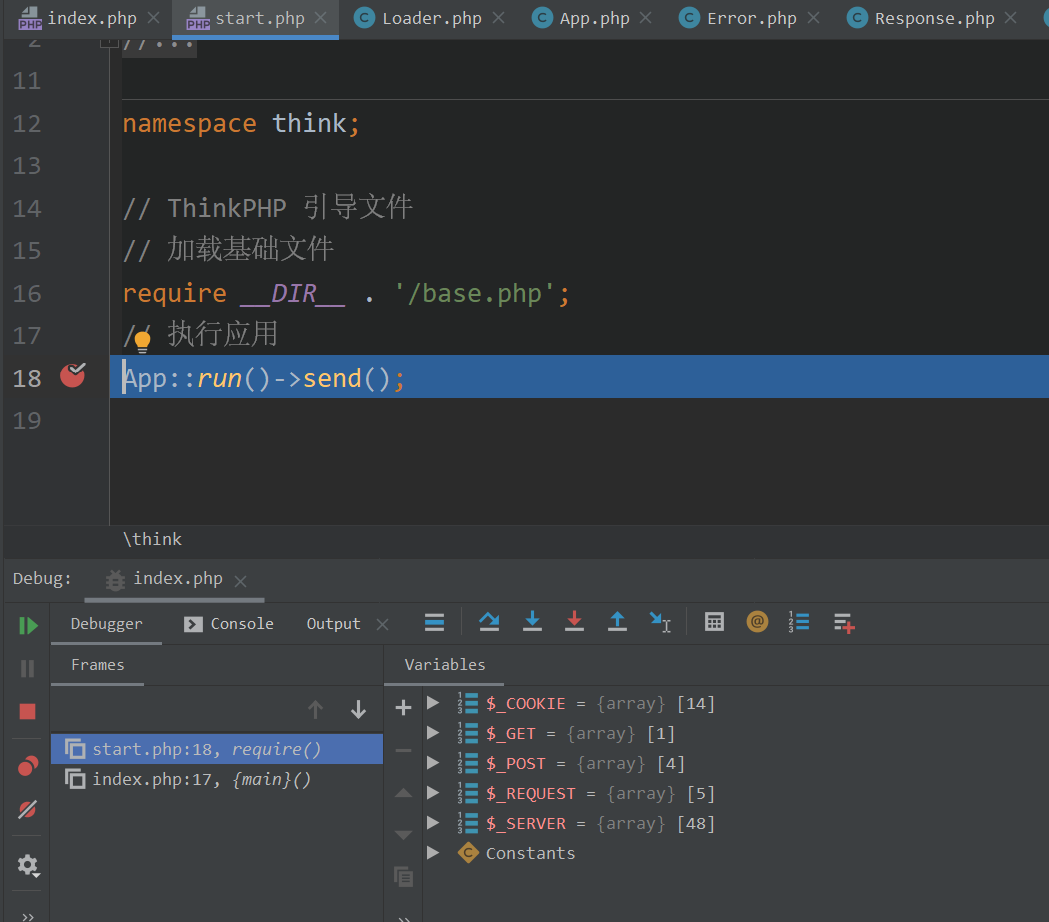 index.php start.php Loader.php App.php Error.php Response.php
2 //...
11
12 namespace think;
13
14 // ThinkPHP 引导文件
15 // 加载基础文件
16 require __DIR__ . '/base.php';
17 // 执行应用
18 App::run()->send();
19
\think
Debug: index.php
Debugger Console Output
Frames Variables
$_COOKIE = {array} [14]
$_GET = {array} [1]
start.php:18, require()
$_POST = {array} [4]
index.php:17, {main}()
$_REQUEST = {array} [5]
$_SERVER = {array} [48]
Constants